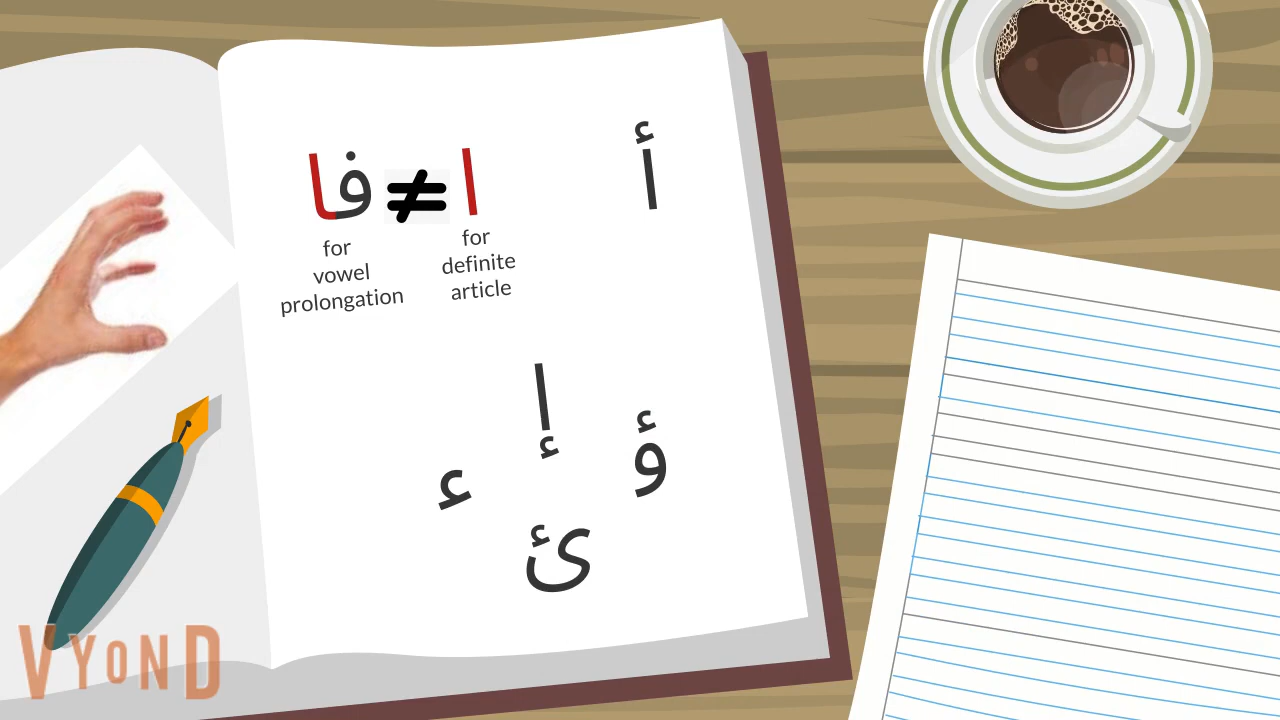 أ
فا ≠ ا
for vowel prolongation
for definite article
إ
ؤ
ء
ئ
VYOND